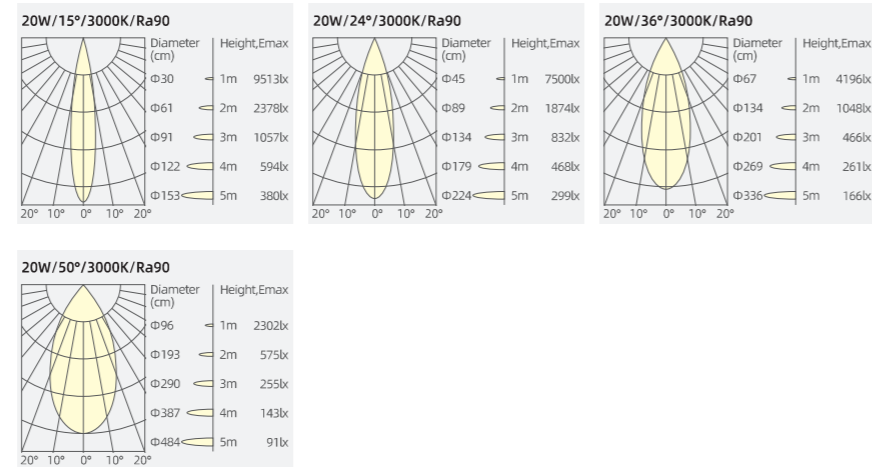 20W/15°/3000K/Ra90
Diameter Height,Emax
(cm)
Φ30 1m 9513lx
Φ61 2m 2378lx
Φ91 3m 1057lx
Φ122 4m 594lx
Φ153 5m 380lx
20° 10° 0° 10° 20°
20W/24°/3000K/Ra90
Diameter Height,Emax
(cm)
Φ45 1m 7500lx
Φ89 2m 1874lx
Φ134 3m 832lx
Φ179 4m 468lx
Φ224 5m 299lx
20° 10° 0° 10° 20°
20W/36°/3000K/Ra90
Diameter Height,Emax
(cm)
Φ67 1m 4196lx
Φ134 2m 1048lx
Φ201 3m 466lx
Φ269 4m 261lx
Φ336 5m 166lx
20° 10° 0° 10° 20°
20W/50°/3000K/Ra90
Diameter Height,Emax
(cm)
Φ96 1m 2302lx
Φ193 2m 575lx
Φ290 3m 255lx
Φ387 4m 143lx
Φ484 5m 91lx
20° 10° 0° 10° 20°